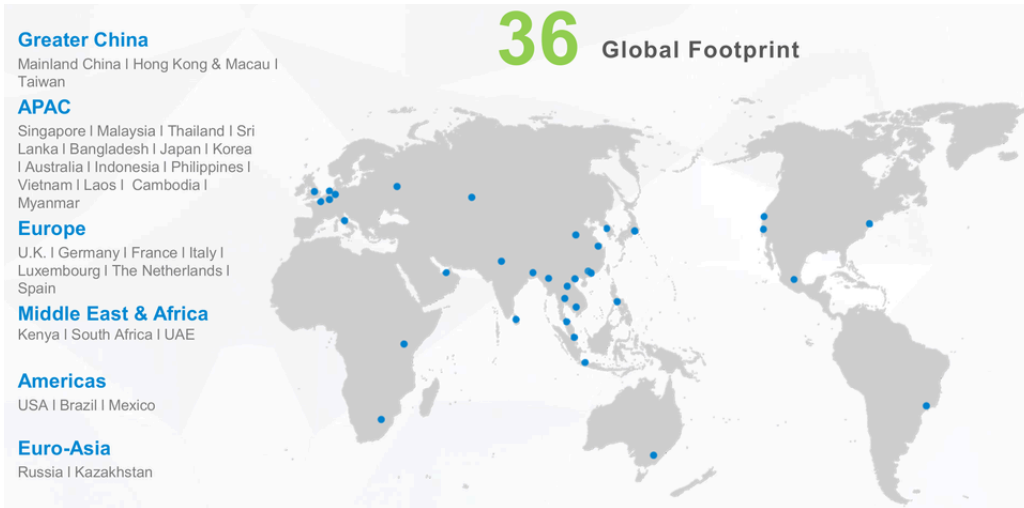 36 Global Footprint
Greater China
Mainland China I Hong Kong & Macau I
Taiwan
APAC
Singapore I Malaysia I Thailand I Sri
Lanka I Bangladesh I Japan I Korea
I Australia I Indonesia I Philippines I
Vietnam I Laos I Cambodia I
Myanmar
Europe
U.K. I Germany I France I Italy I
Luxembourg I The Netherlands I
Spain
Middle East & Africa
Kenya I South Africa I UAE
Americas
USA I Brazil I Mexico
Euro-Asia
Russia I Kazakhstan